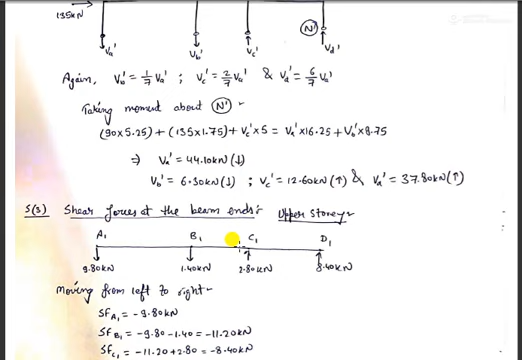 135kN
N'
Va'
Vb'
Vc'
Vd'
Again, Vb' = 1/7 Va' ; Vc' = 2/7 Va' & Vd' = 6/7 Va'
Taking moment about N' -
(90×5.25) + (135×1.75) + Vc'×5 = Va'×16.25 + Vb'×8.75
⇒ Va' = 44.10kN (↓)
Vb' = 6.30kN (↓) ; Vc' = 12.60kN (↑) & Va' = 37.80kN (↑)
S(3) Shear forces at the beam ends: Upper Storey-
A1 B1 C1 D1
9.80kN 1.40kN 2.80kN 8.40kN
Moving from left to right-
SFA1 = -9.80kN
SFB1 = -9.80 - 1.40 = -11.20kN
SFC1 = -11.20 + 2.80 = -8.40kN